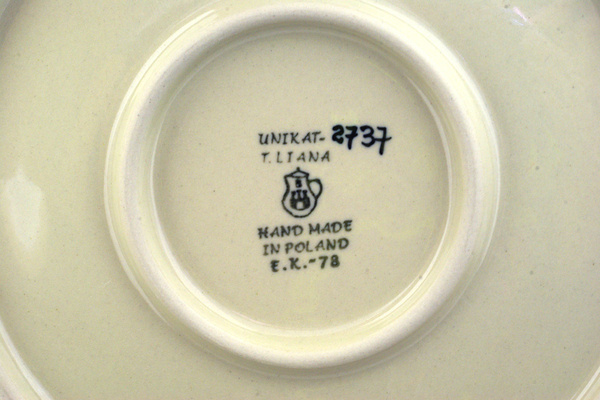 UNIKAT- 2737
T. LIANA
B
HAND MADE
IN POLAND
E.K.-78